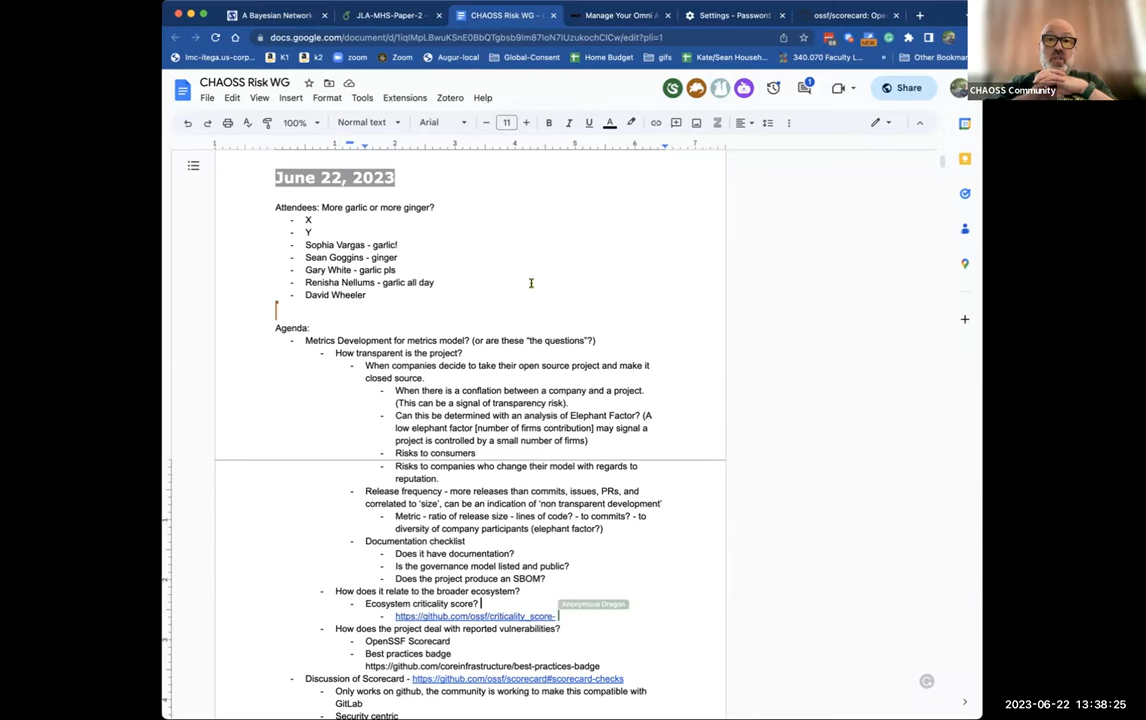 A Bayesian Network
JLA-MHS-Paper-2 -
CHAOSS Risk WG -
Manage Your Omni A
Settings - Password
ossf/scorecard: Ope
docs.google.com/document/d/
/edit?pli=1
68
NEW
lmc-itega.us-corp
K1
k2
zoom
Zoom
Augur-local
Global-Consent
Home Budget
gifs
Kate/Sean Househ
340.070 Faculty L
Other Bookmar
CHAOSS Community
CHAOSS Risk WG
File Edit View Insert Format Tools Extensions Zotero Help
1
Share
100% Normal text Arial 11 B I U A
1 1 2 3 4 5 6 7
June 22, 2023
Attendees: More garlic or more ginger?
- X
- Y
- Sophia Vargas - garlic!
- Sean Goggins - ginger
- Gary White - garlic pls
- Renisha Nellums - garlic all day
- David Wheeler
Agenda:
- Metrics Development for metrics model? (or are these “the questions”?)
- How transparent is the project?
- When companies decide to take their open source project and make it
closed source.
- When there is a conflation between a company and a project.
(This can be a signal of transparency risk).
- Can this be determined with an analysis of Elephant Factor? (A
low elephant factor [number of firms contribution] may signal a
project is controlled by a small number of firms)
- Risks to consumers
- Risks to companies who change their model with regards to
reputation.
- Release frequency - more releases than commits, issues, PRs, and
correlated to ‘size’, can be an indication of ‘non transparent development’
- Metric - ratio of release size - lines of code? - to commits? - to
diversity of company participants (elephant factor?)
- Documentation checklist
- Does it have documentation?
- Is the governance model listed and public?
- Does the project produce an SBOM?
- How does it relate to the broader ecosystem?
- Ecosystem criticality score?
Anonymous Dragon
- https://github.com/ossf/criticality_score-
- How does the project deal with reported vulnerabilities?
- OpenSSF Scorecard
- Best practices badge
https://github.com/coreinfrastructure/best-practices-badge
- Discussion of Scorecard - https://github.com/ossf/scorecard#scorecard-checks
- Only works on github, the community is working to make this compatible with
GitLab
- Security centric
2023-06-22 13:38:25